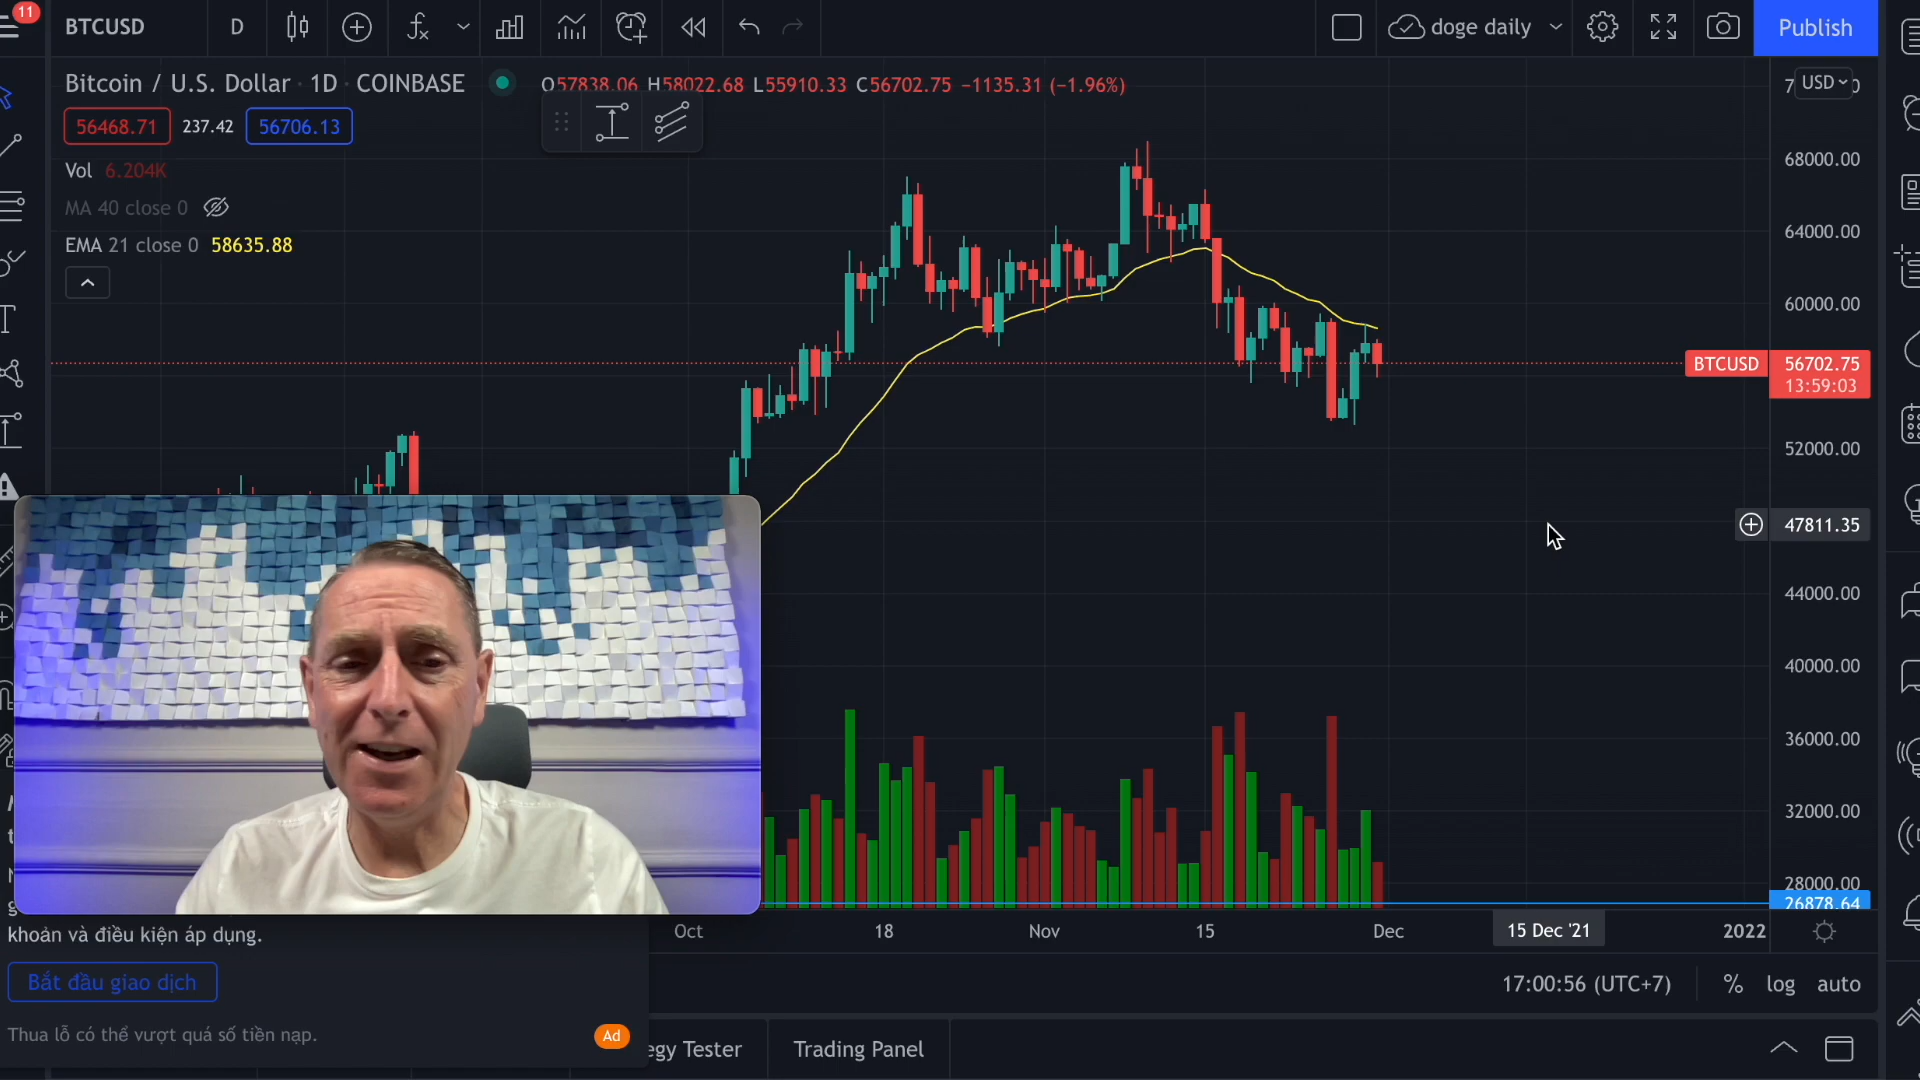 11
BTCUSD
D
doge daily
Publish
Bitcoin / U.S. Dollar · 1D · COINBASE
O57838.06 H58022.68 L55910.33 C56702.75 −1135.31 (−1.96%)
USD
56468.71 237.42 56706.13
Vol 6.204K
MA 40 close 0
EMA 21 close 0 58635.88
68000.00
64000.00
60000.00
BTCUSD 56702.75
13:59:03
52000.00
47811.35
44000.00
40000.00
36000.00
32000.00
28000.00
26878.64
Oct 18 Nov 15 Dec 15 Dec '21 2022
khoản và điều kiện áp dụng.
Bắt đầu giao dịch
17:00:56 (UTC+7) % log auto
Thua lỗ có thể vượt quá số tiền nạp.
Ad
Tester
Trading Panel